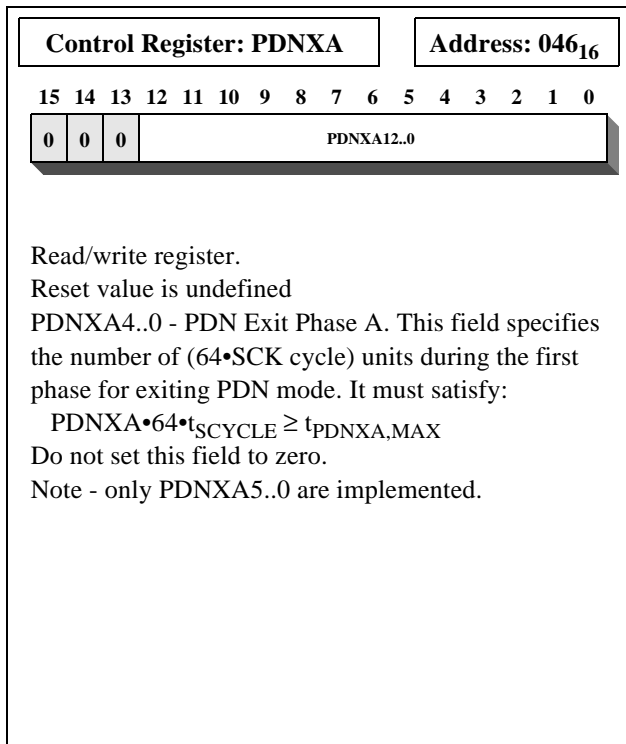 Control Register: PDNXA
Address: 046₁₆
15 14 13 12 11 10 9 8 7 6 5 4 3 2 1 0
0 0 0 PDNXA12..0
Read/write register.
Reset value is undefined
PDNXA4..0 - PDN Exit Phase A. This field specifies
the number of (64•SCK cycle) units during the first
phase for exiting PDN mode. It must satisfy:
PDNXA•64•tSCYCLE ≥ tPDNXA,MAX
Do not set this field to zero.
Note - only PDNXA5..0 are implemented.